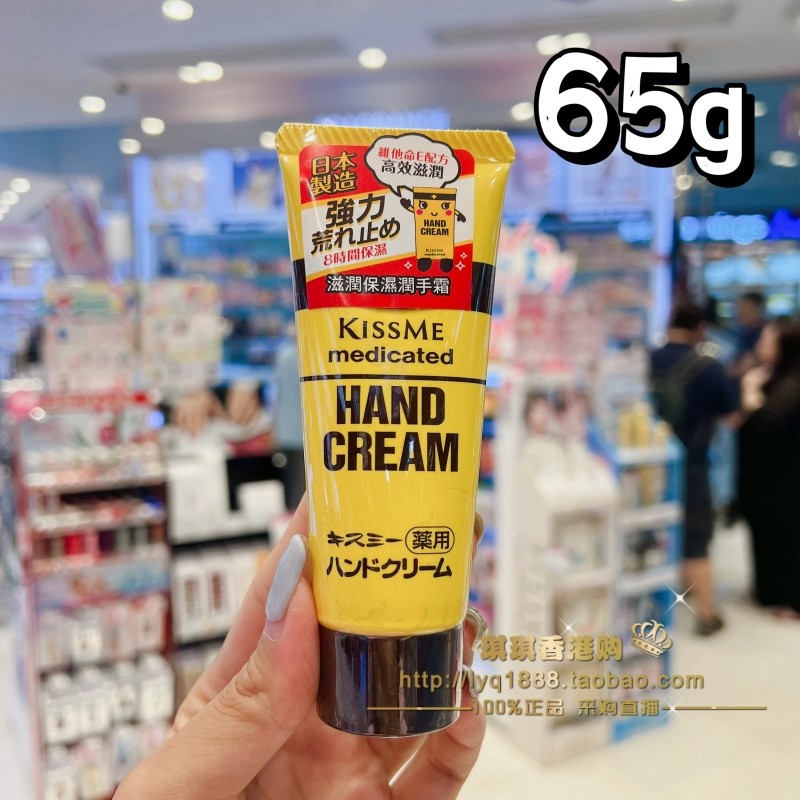 65g
維他命E配方
高效滋潤
日本
製造
強力
荒れ止め
8時間保濕
HAND
CREAM
KISSME
medicated
滋潤保濕潤手霜
KISSME
medicated
HAND
CREAM
キスミー 薬用
ハンドクリーム
琪琪香港购
http://lyq1888.taobao.com
100%正品 采购直播